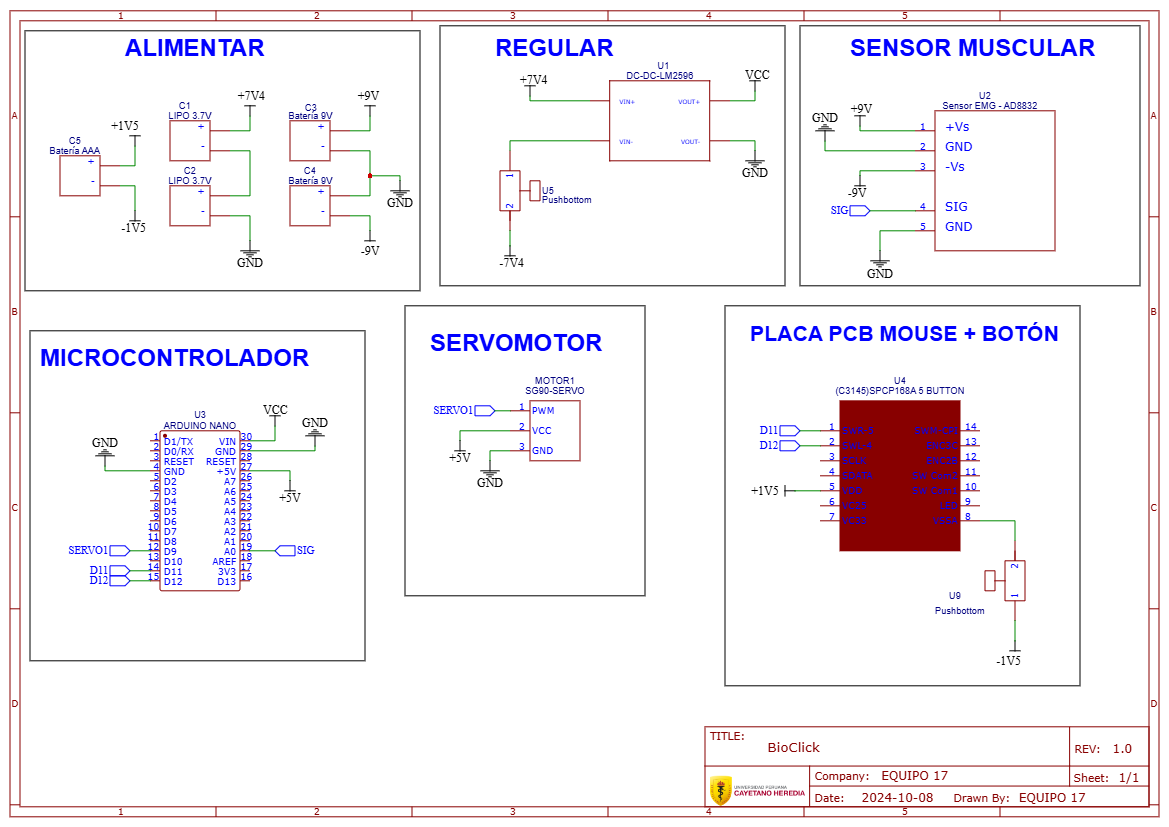 1 2 3 4 5
A
B
C
D
A
B
C
D
ALIMENTAR
C5
Batería AAA
+
-
+1V5
-1V5
C1
LIPO 3.7V
+
-
+7V4
C2
LIPO 3.7V
+
-
GND
C3
Batería 9V
+
-
+9V
C4
Batería 9V
+
-
GND
-9V
REGULAR
U1
DC-DC-LM2596
+7V4
VIN+
VOUT+
VCC
VIN-
VOUT-
GND
1
2
U5
Pushbottom
-7V4
SENSOR MUSCULAR
U2
Sensor EMG - AD8832
+9V
GND
1 +Vs
2 GND
3 -Vs
-9V
SIG
4 SIG
5 GND
GND
MICROCONTROLADOR
U3
ARDUINO NANO
VCC
GND
GND
1 D1/TX VIN 30
2 D0/RX GND 29
3 RESET RESET 28
4 GND +5V 27
5 D2 A7 26
6 D3 A6 25
7 D4 A5 24
8 D5 A4 23
9 D6 A3 22
10 D7 A2 21
11 D8 A1 20
12 D9 A0 19
13 D10 AREF 18
14 D11 3V3 17
15 D12 D13 16
+5V
SERVO1
D11
D12
SIG
SERVOMOTOR
MOTOR1
SG90-SERVO
SERVO1
1 PWM
2 VCC
3 GND
+5V
GND
PLACA PCB MOUSE + BOTÓN
U4
(C3145)SPCP168A 5 BUTTON
D11
D12
+1V5
1 14
2 13
3 12
4 11
5 10
6 9
7 8
2
1
U9
Pushbottom
-1V5
TITLE:
BioClick
REV: 1.0
UNIVERSIDAD PERUANA
CAYETANO HEREDIA
Company: EQUIPO 17
Sheet: 1/1
Date: 2024-10-08 Drawn By: EQUIPO 17
1 2 3 4 5